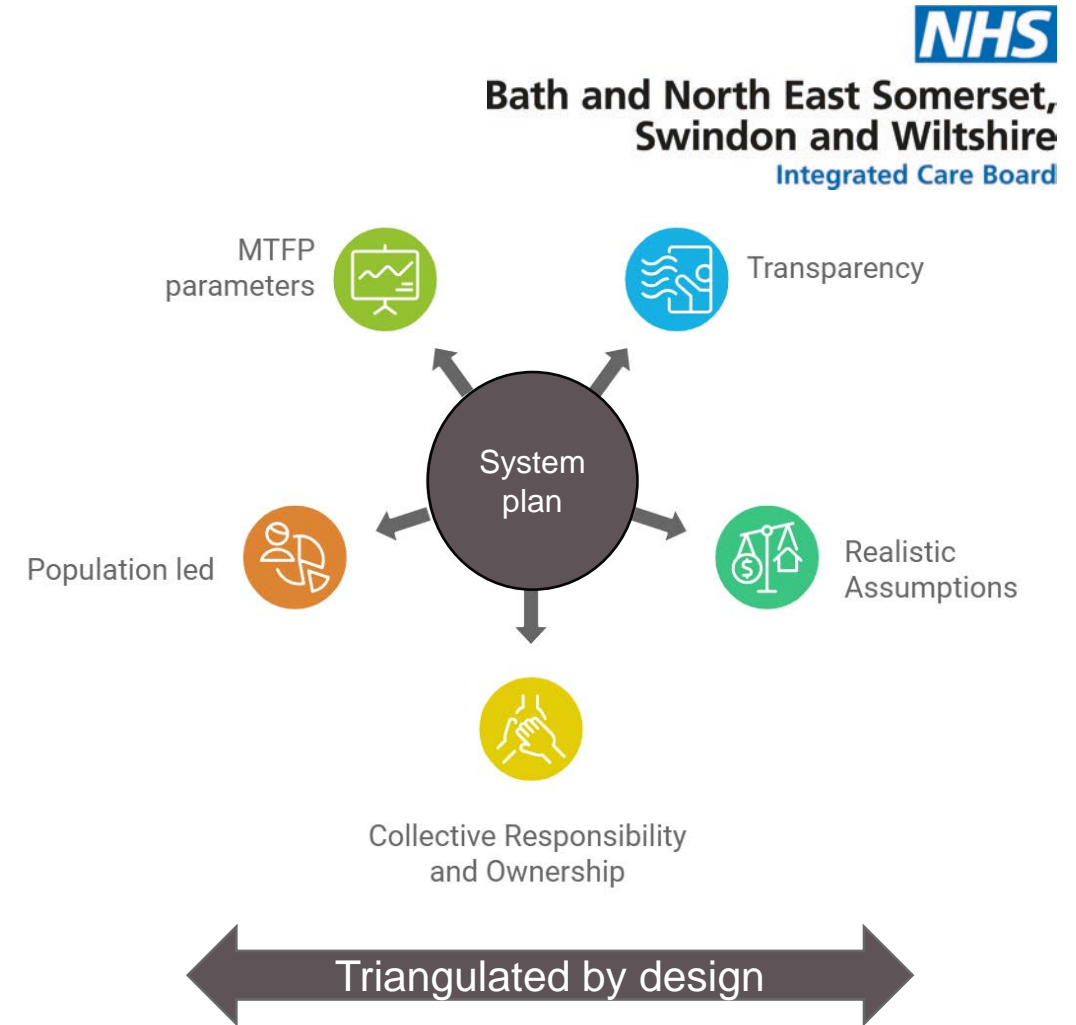 NHS
Bath and North East Somerset,
Swindon and Wiltshire
Integrated Care Board
MTFP
parameters
Transparency
System
plan
Population led
$
Realistic
Assumptions
Collective Responsibility
and Ownership
Triangulated by design